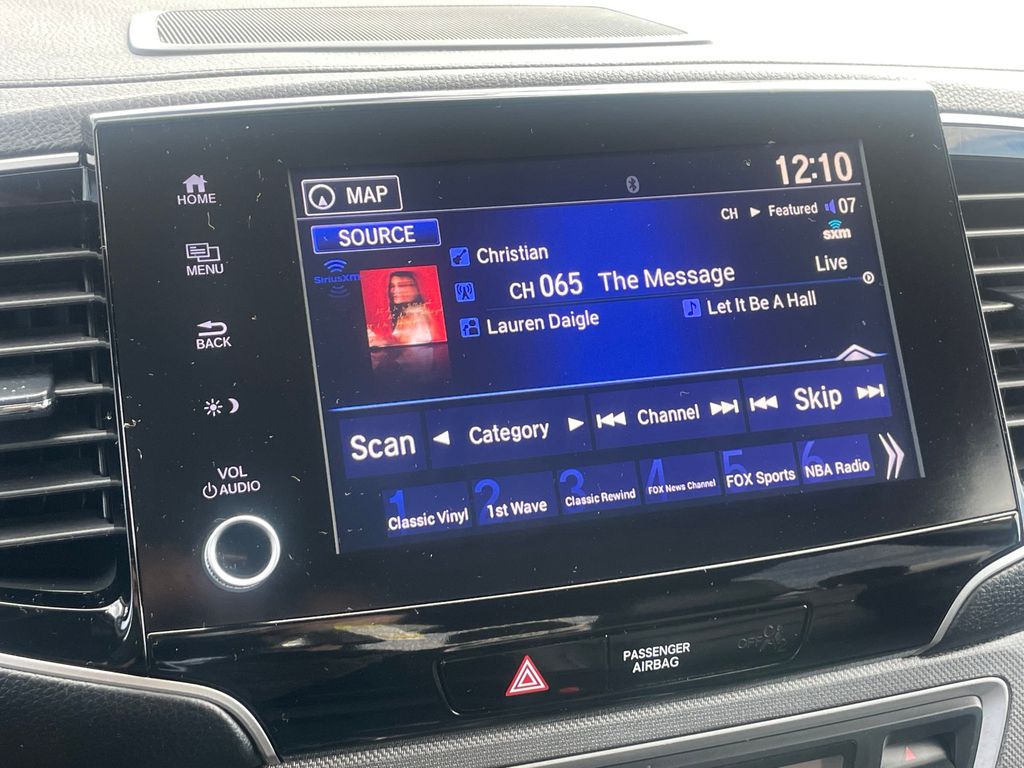 HOME
MENU
BACK
VOL
AUDIO
MAP
12:10
SOURCE
CH ▶ Featured 07
sxm
SiriusXm
Christian
CH 065 The Message
Live
Lauren Daigle
Let It Be A Hall
Scan
◀ Category ▶
Channel
Skip
1 Classic Vinyl
2 1st Wave
3 Classic Rewind
4 FOX News Channel
5 FOX Sports
6 NBA Radio
PASSENGER
AIRBAG
OFF